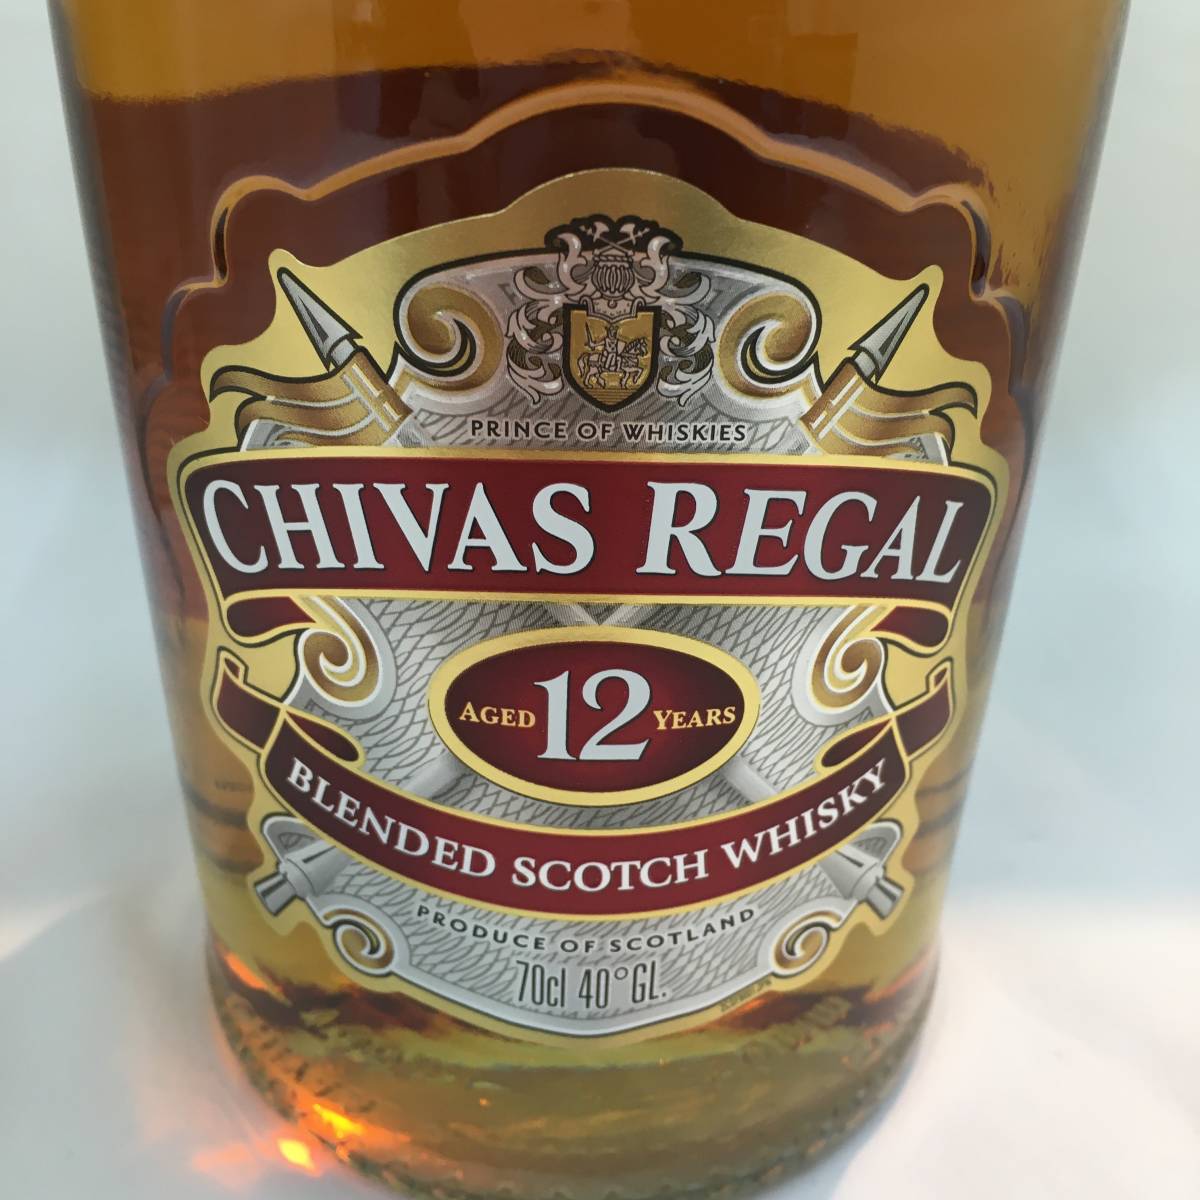 PRINCE OF WHISKIES
CHIVAS REGAL
AGED 12 YEARS
BLENDED SCOTCH WHISKY
PRODUCE OF SCOTLAND
70cl 40°GL.